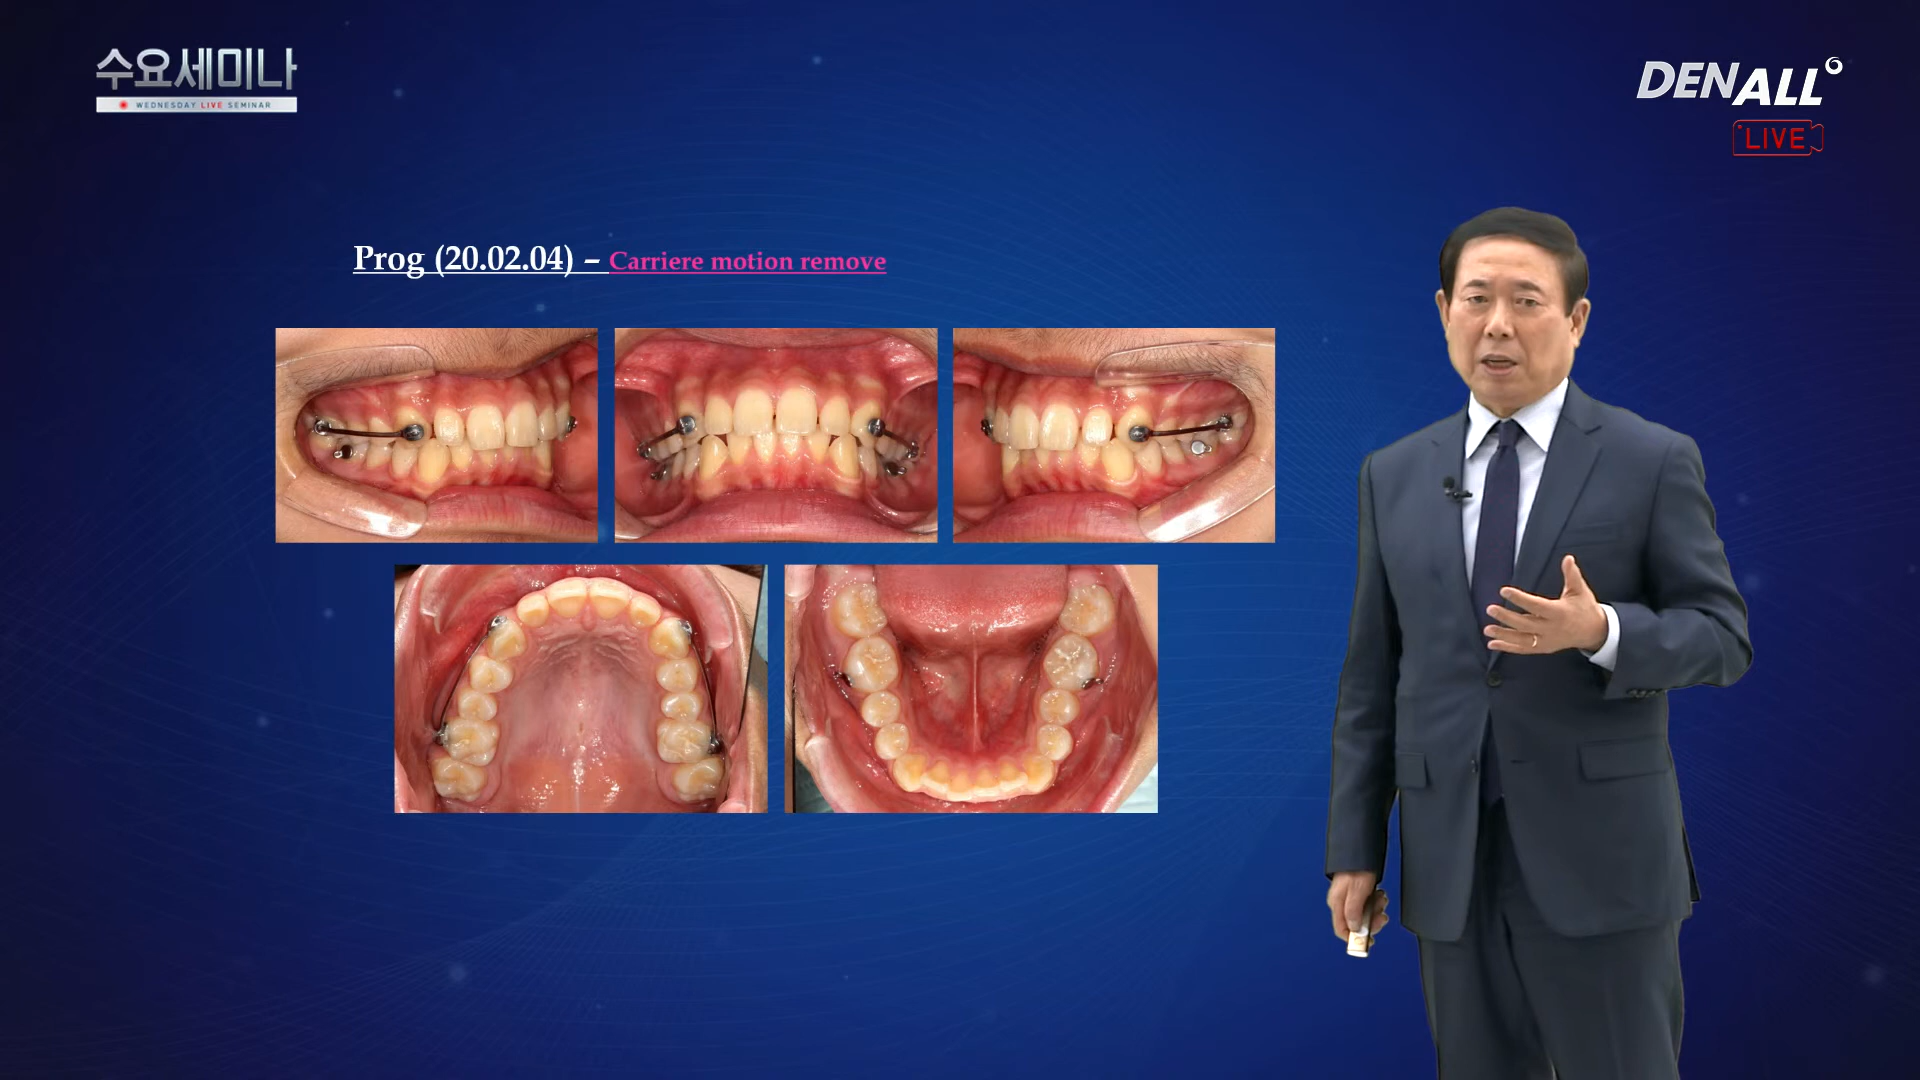 수요세미나
WEDNESDAY LIVE SEMINAR
DENALL
LIVE
Prog (20.02.04) – Carriere motion remove